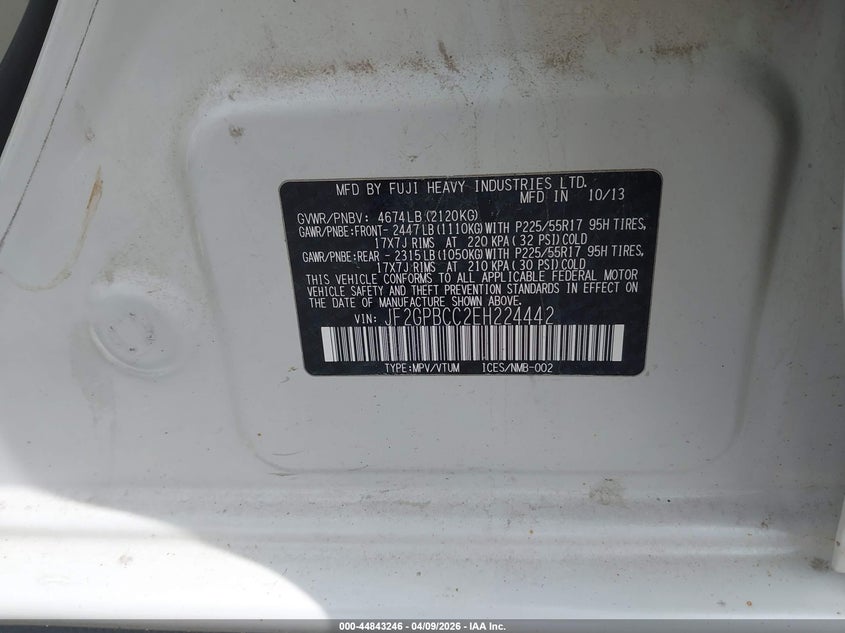 MFD BY FUJI HEAVY INDUSTRIES LTD.
MFD IN 10/13
GVWR/PNBV: 4674LB(2120KG)
GAWR/PNBE:FRONT- 2447LB(1110KG)WITH P225/55R17 95H TIRES,
17X7J RIMS AT 220 KPA(32 PSI)COLD
GAWR/PNBE:REAR - 2315LB(1050KG)WITH P225/55R17 95H TIRES,
17X7J RIMS AT 210 KPA(30 PSI)COLD
THIS VEHICLE CONFORMS TO ALL APPLICABLE FEDERAL MOTOR
VEHICLE SAFETY AND THEFT PREVENTION STANDARDS IN EFFECT ON
THE DATE OF MANUFACTURE SHOWN ABOVE.
VIN: JF2GPBCC2EH224442
TYPE:MPV/VTUM ICES/NMB-002
000-44843246 - 04/09/2026 - IAA Inc.